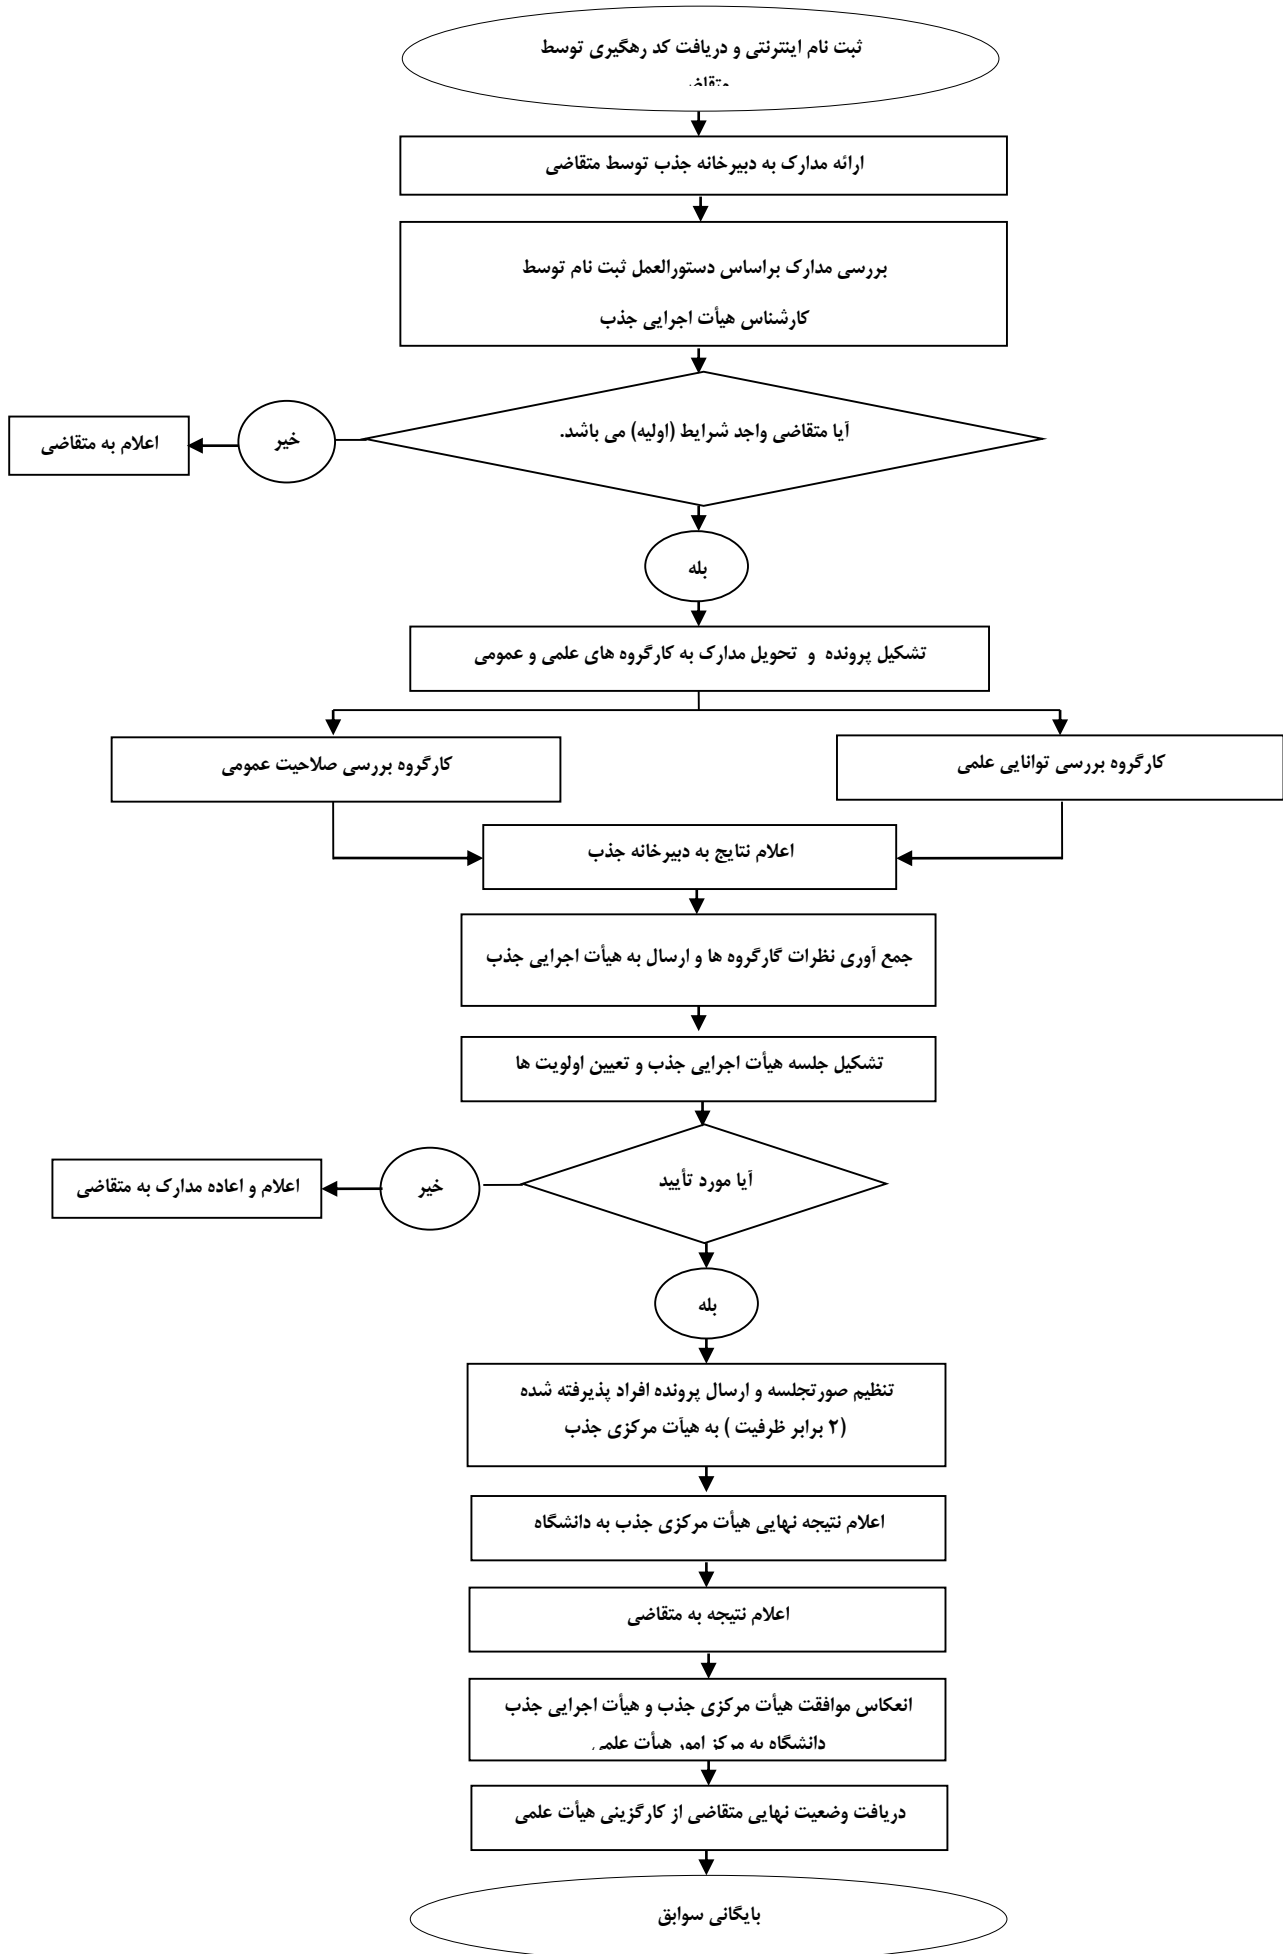 ثبت نام اینترنتی و دریافت کد رهگیری توسط
متقاضی
ارائه مدارک به دبیرخانه جذب توسط متقاضی
بررسی مدارک براساس دستورالعمل ثبت نام توسط
کارشناس هیأت اجرایی جذب
آیا متقاضی واجد شرایط (اولیه) می باشد.
خیر
اعلام به متقاضی
بله
تشکیل پرونده و تحویل مدارک به کارگروه های علمی و عمومی
کارگروه بررسی توانایی علمی
کارگروه بررسی صلاحیت عمومی
اعلام نتایج به دبیرخانه جذب
جمع آوری نظرات گارگروه ها و ارسال به هیأت اجرایی جذب
تشکیل جلسه هیأت اجرایی جذب و تعیین اولویت ها
آیا مورد تأیید
خیر
اعلام و اعاده مدارک به متقاضی
بله
تنظیم صورتجلسه و ارسال پرونده افراد پذیرفته شده
(۲ برابر ظرفیت ) به هیأت مرکزی جذب
اعلام نتیجه نهایی هیأت مرکزی جذب به دانشگاه
اعلام نتیجه به متقاضی
انعکاس موافقت هیأت مرکزی جذب و هیأت اجرایی جذب
دانشگاه به مرکز امور هیأت علمی
دریافت وضعیت نهایی متقاضی از کارگزینی هیأت علمی
بایگانی سوابق